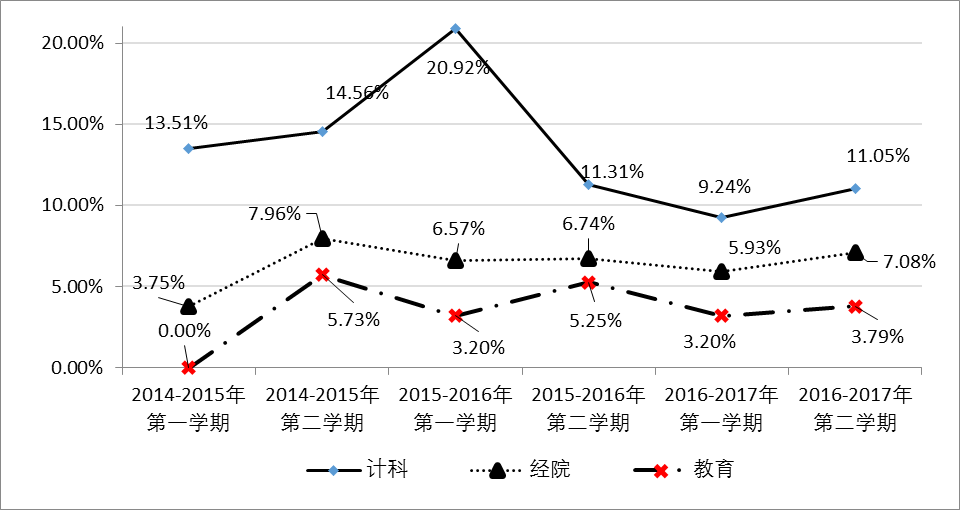 20.00%
20.92%
14.56%
15.00%
13.51%
11.31%
9.24%
11.05%
10.00%
7.96%
6.57%
6.74%
5.93%
7.08%
3.75%
5.00%
0.00%
5.73%
3.20%
5.25%
3.20%
3.79%
0.00%
2014-2015年
第一学期
2014-2015年
第二学期
2015-2016年
第一学期
2015-2016年
第二学期
2016-2017年
第一学期
2016-2017年
第二学期
计科
经院
教育